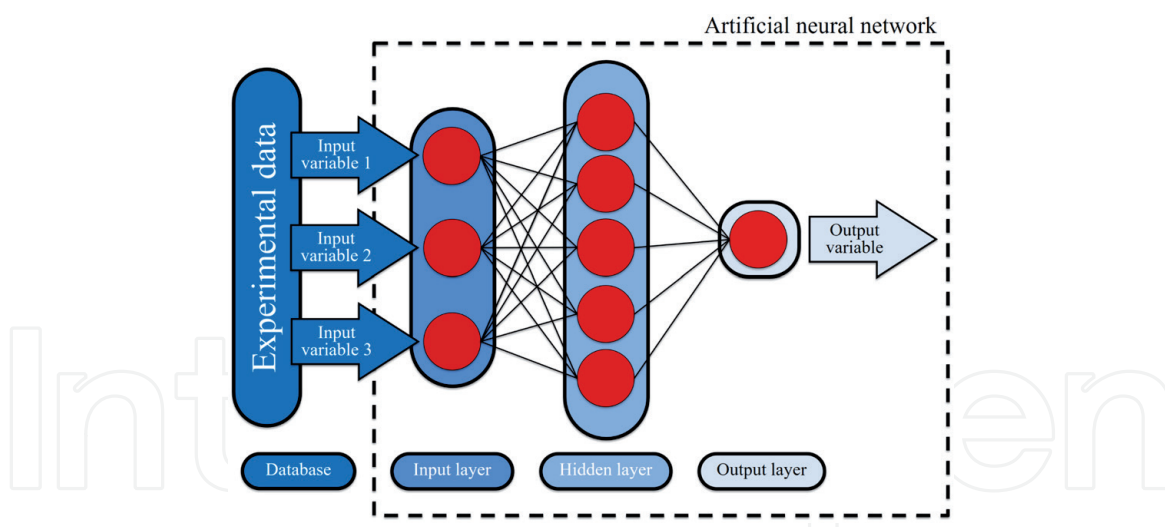 Artificial neural network
Experimental data
Input
variable 1
Input
variable 2
Input
variable 3
Output
variable
Database
Input layer
Hidden layer
Output layer